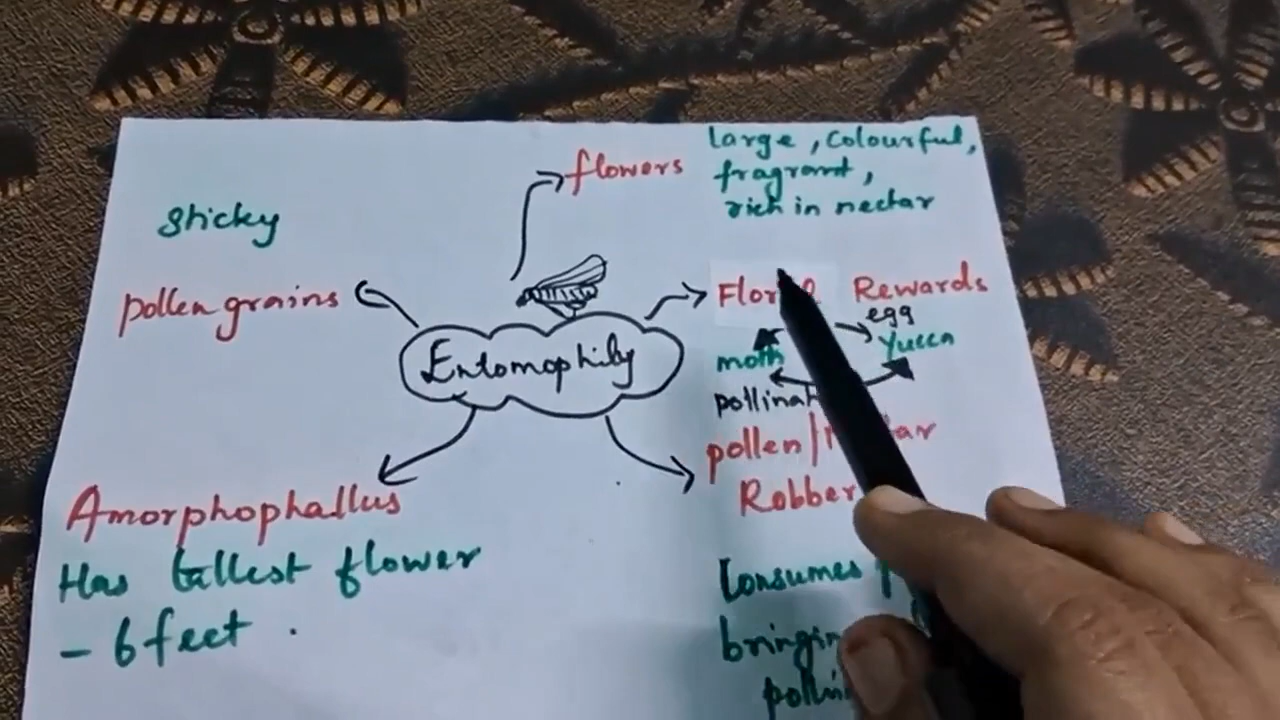 flowers
large, colourful,
fragrant,
rich in nectar
sticky
pollen grains
Entomophily
Rewards
egg
moth
yucca
pollen/
Amorphophallus
Has tallest flower
- 6 feet.
Consumes